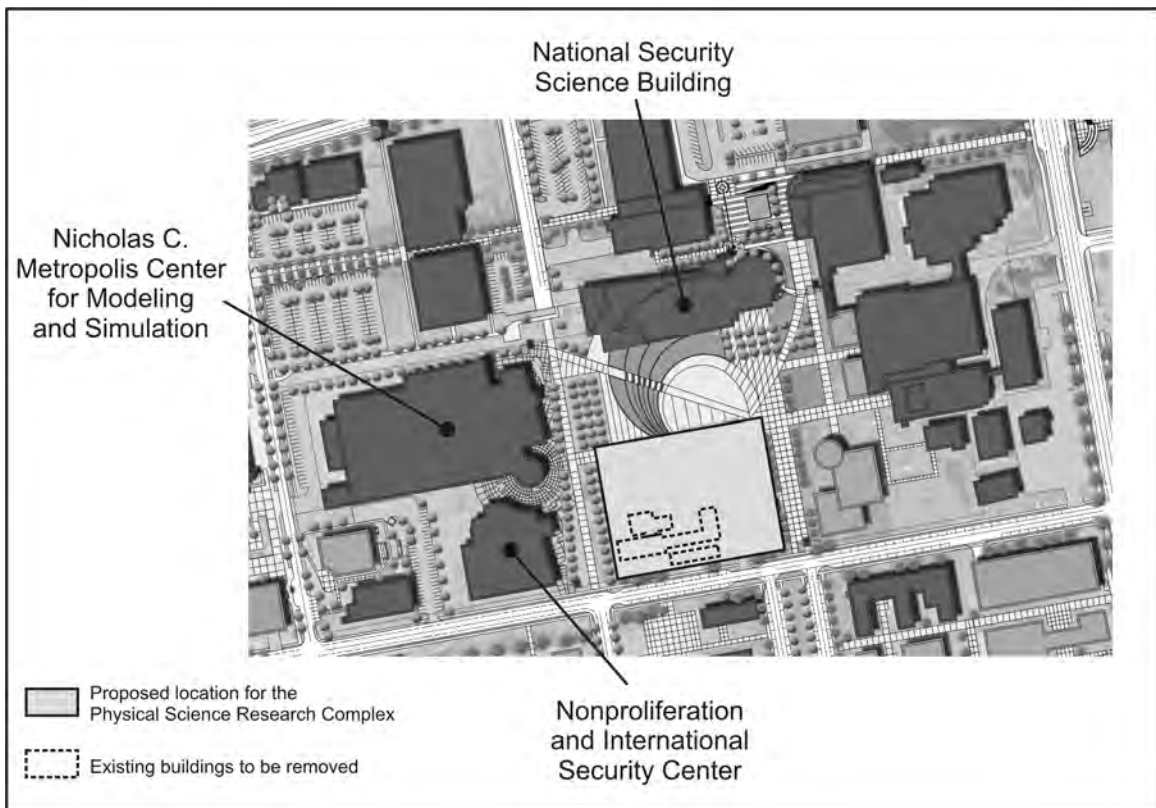 National Security
Science Building
Nicholas C.
Metropolis Center
for Modeling
and Simulation
Proposed location for the
Physical Science Research Complex
Existing buildings to be removed
Nonproliferation
and International
Security Center